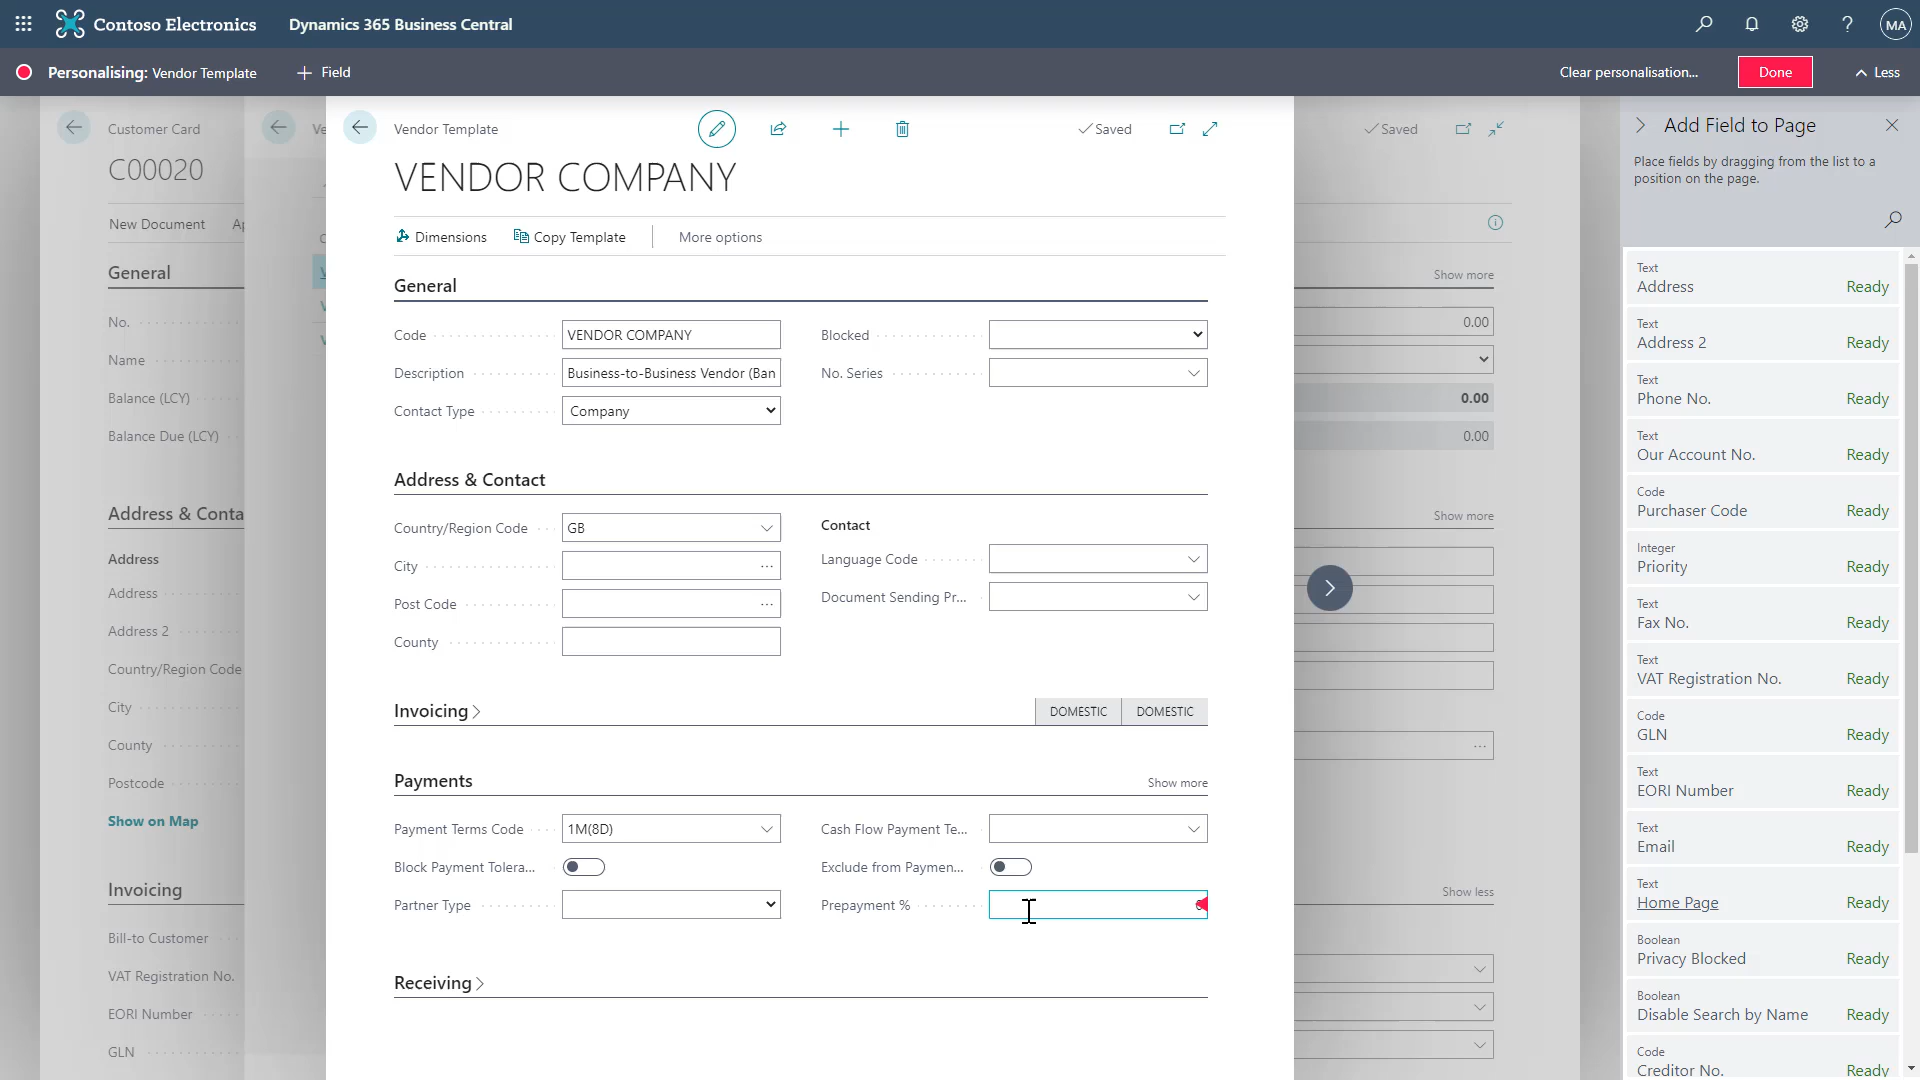 Contoso Electronics
Dynamics 365 Business Central
MA
Personalising: Vendor Template
Field
Clear personalisation...
Done
Less
Customer Card
C00020
New Document
General
No.
Name
Balance (LCY)
Balance Due (LCY)
Address & Conta
Address
Address
Address 2
Country/Region Code
City
County
Postcode
Show on Map
Invoicing
Bill-to Customer
VAT Registration No.
EORI Number
GLN
Vendor Template
Saved
VENDOR COMPANY
Dimensions
Copy Template
More options
General
Code
VENDOR COMPANY
Blocked
Description
Business-to-Business Vendor (Ban
No. Series
Contact Type
Company
Address & Contact
Country/Region Code
GB
City
Post Code
County
Contact
Language Code
Document Sending Pr...
Invoicing
DOMESTIC
DOMESTIC
Payments
Show more
Payment Terms Code
1M(8D)
Cash Flow Payment Te...
Block Payment Tolera...
Exclude from Paymen...
Partner Type
Prepayment %
Receiving
Saved
Show more
0.00
0.00
0.00
Show more
Show less
Add Field to Page
Place fields by dragging from the list to a
position on the page.
Text
Address Ready
Text
Address 2 Ready
Text
Phone No. Ready
Text
Our Account No. Ready
Code
Purchaser Code Ready
Integer
Priority Ready
Text
Fax No. Ready
Text
VAT Registration No. Ready
Code
GLN Ready
Text
EORI Number Ready
Text
Email Ready
Text
Home Page Ready
Boolean
Privacy Blocked Ready
Boolean
Disable Search by Name Ready
Code
Creditor No. Ready